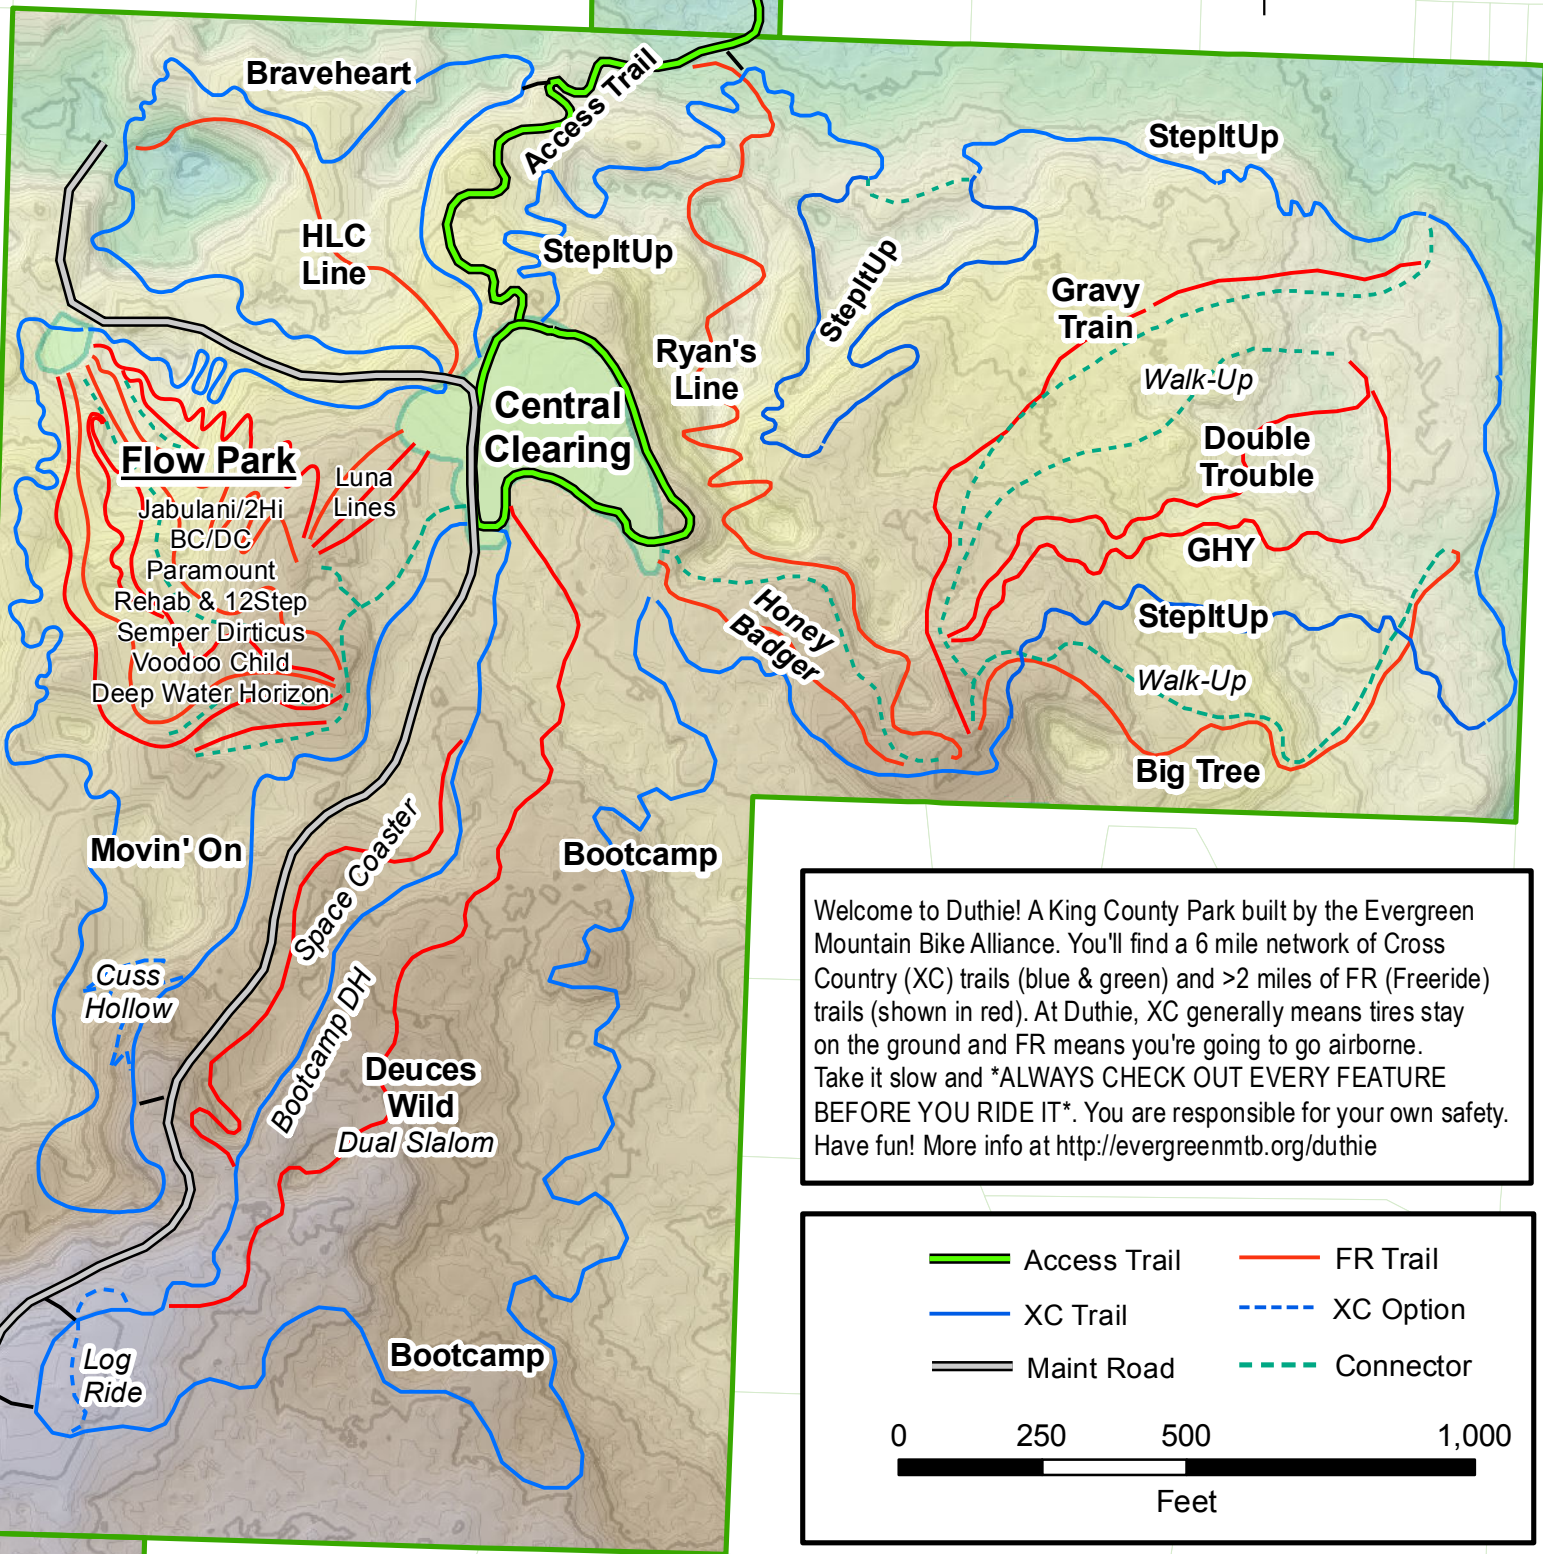 Braveheart
Access Trail
StepItUp
HLC
Line
StepItUp
StepItUp
Gravy
Train
Ryan's
Line
Walk-Up
Central
Clearing
Double
Trouble
Flow Park
Luna
Lines
Jabulani/2Hi
BC/DC
Paramount
Rehab & 12Step
Semper Dirticus
Voodoo Child
Deep Water Horizon
GHY
Honey
Badger
StepItUp
Walk-Up
Big Tree
Movin' On
Space Coaster
Bootcamp
Cuss
Hollow
Bootcamp DH
Deuces
Wild
Dual Slalom
Bootcamp
Log
Ride
Welcome to Duthie! A King County Park built by the Evergreen
Mountain Bike Alliance. You'll find a 6 mile network of Cross
Country (XC) trails (blue & green) and >2 miles of FR (Freeride)
trails (shown in red). At Duthie, XC generally means tires stay
on the ground and FR means you're going to go airborne.
Take it slow and *ALWAYS CHECK OUT EVERY FEATURE
BEFORE YOU RIDE IT*. You are responsible for your own safety.
Have fun! More info at http://evergreenmtb.org/duthie
Access Trail
FR Trail
XC Trail
XC Option
Maint Road
Connector
0 250 500 1,000
Feet